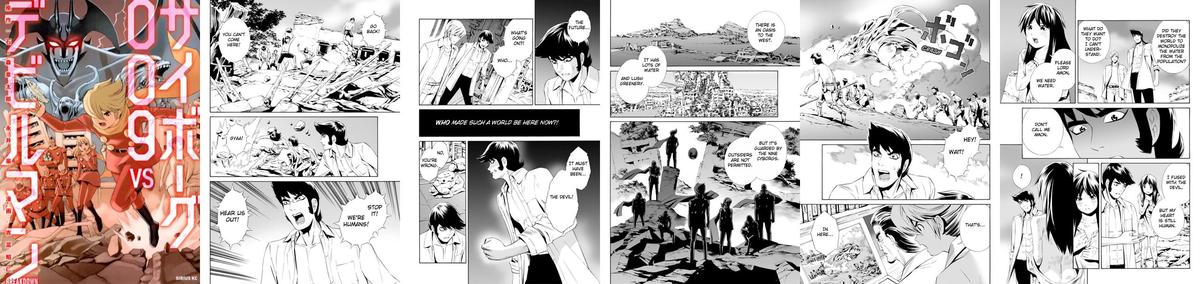 サイボーグ
009
VS
デビルマン
BREAKDOWN
SIRIUS KC
GO
BACK!
YOU CAN'T
COME
HERE!
GYAA!
STOP
IT!
WE'RE
HUMANS!
HEAR US
OUT!
THE
FUTURE...
WHAT'S
GOING
ON?!
WHO...
WHO MADE SUCH A WORLD BE HERE NOW?!
IT MUST
HAVE
BEEN...
THE DEVIL!
NO,
YOU'RE
WRONG.
THERE IS
AN OASIS
TO THE
WEST.
IT HAS
LOTS OF
WATER
AND LUSH
GREENERY.
BUT IT'S
GUARDED BY
THE NINE
CYBORGS.
OUTSIDERS
ARE NOT
PERMITTED.
ボゴー
HEY!
WAIT!
THAT'S...
IN
HERE...
DID THEY
DESTROY THE
WORLD TO
MONOPOLIZE
THE WATER
FROM THE
POPULATION?
WHAT DO
THEY WANT
TO DO?
I CAN'T
UNDER-
STAND.
PLEASE
LORD
AMON,
WE NEED
WATER.
DON'T
CALL ME
AMON.
I FUSED
WITH THE
DEVIL,
BUT MY
HEART
IS STILL
HUMAN.
!